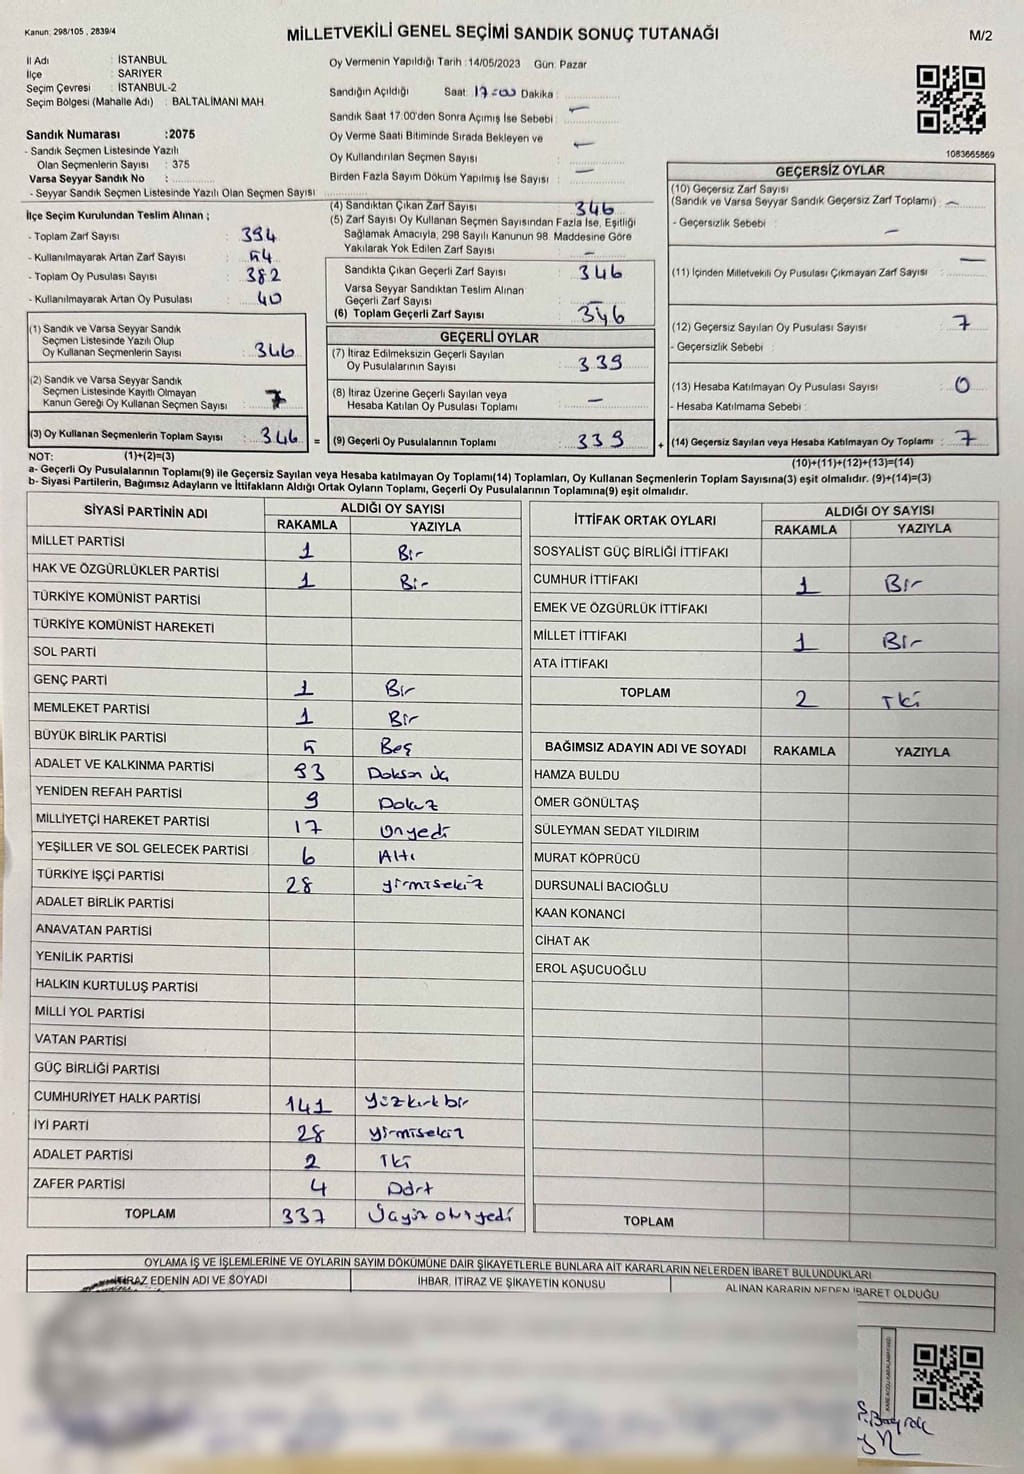 Kanun; 298/105 , 2839/4
MİLLETVEKİLİ GENEL SEÇİMİ SANDIK SONUÇ TUTANAĞI
M/2
İl Adı : İSTANBUL
İlçe : SARIYER
Seçim Çevresi : İSTANBUL-2
Seçim Bölgesi (Mahalle Adı) : BALTALİMANI MAH.
Sandık Numarası :2075
- Sandık Seçmen Listesinde Yazılı
Olan Seçmenlerin Sayısı : 375
Varsa Seyyar Sandık No :
- Seyyar Sandık Seçmen Listesinde Yazılı Olan Seçmen Sayısı:
Oy Vermenin Yapıldığı Tarih :14/05/2023 Gün: Pazar
Sandığın Açıldığı Saat: 17:00 Dakika :
Sandık Saat 17.00'den Sonra Açımış İse Sebebi : —
Oy Verme Saati Bitiminde Sırada Bekleyen ve
Oy Kullandırılan Seçmen Sayısı : —
Birden Fazla Sayım Döküm Yapılmış İse Sayısı : —
1083665869
İlçe Seçim Kurulundan Teslim Alınan ;
- Toplam Zarf Sayısı : 394
- Kullanılmayarak Artan Zarf Sayısı : 54
- Toplam Oy Pusulası Sayısı : 382
- Kullanılmayarak Artan Oy Pusulası : 40
(1) Sandık ve Varsa Seyyar Sandık
Seçmen Listesinde Yazılı Olup
Oy Kullanan Seçmenlerin Sayısı : 346
(2) Sandık ve Varsa Seyyar Sandık
Seçmen Listesinde Kayıtlı Olmayan
Kanun Gereği Oy Kullanan Seçmen Sayısı :
(3) Oy Kullanan Seçmenlerin Toplam Sayısı : 346 =
(4) Sandıktan Çıkan Zarf Sayısı : 346
(5) Zarf Sayısı Oy Kullanan Seçmen Sayısından Fazla İse, Eşitliği
Sağlamak Amacıyla, 298 Sayılı Kanunun 98. Maddesine Göre
Yakılarak Yok Edilen Zarf Sayısı : —
Sandıkta Çıkan Geçerli Zarf Sayısı : 346
Varsa Seyyar Sandıktan Teslim Alınan
Geçerli Zarf Sayısı : —
(6) Toplam Geçerli Zarf Sayısı : 346
GEÇERLİ OYLAR
(7) İtiraz Edilmeksizin Geçerli Sayılan
Oy Pusulalarının Sayısı : 339
(8) İtiraz Üzerine Geçerli Sayılan veya
Hesaba Katılan Oy Pusulası Toplamı : —
(9) Geçerli Oy Pusulalarının Toplamı : 339 +
GEÇERSİZ OYLAR
(10) Geçersiz Zarf Sayısı
(Sandık ve Varsa Seyyar Sandık Geçersiz Zarf Toplamı) : —
- Geçersizlik Sebebi : —
(11) İçinden Milletvekili Oy Pusulası Çıkmayan Zarf Sayısı : —
(12) Geçersiz Sayılan Oy Pusulası Sayısı : 7
- Geçersizlik Sebebi :
(13) Hesaba Katılmayan Oy Pusulası Sayısı : 0
- Hesaba Katılmama Sebebi :
(14) Geçersiz Sayılan veya Hesaba Katılmayan Oy Toplamı : 7
NOT: (1)+(2)=(3) (10)+(11)+(12)+(13)=(14)
a- Geçerli Oy Pusulalarının Toplamı(9) ile Geçersiz Sayılan veya Hesaba katılmayan Oy Toplamı(14) Toplamları, Oy Kullanan Seçmenlerin Toplam Sayısına(3) eşit olmalıdır. (9)+(14)=(3)
b- Siyasi Partilerin, Bağımsız Adayların ve İttifakların Aldığı Ortak Oyların Toplamı, Geçerli Oy Pusulalarının Toplamına(9) eşit olmalıdır.
SİYASİ PARTİNİN ADI ALDIĞI OY SAYISI
RAKAMLA YAZIYLA
MİLLET PARTİSİ 1 Bir
HAK VE ÖZGÜRLÜKLER PARTİSİ 1 Bir
TÜRKİYE KOMÜNİST PARTİSİ
TÜRKİYE KOMÜNİST HAREKETİ
SOL PARTİ
GENÇ PARTİ 1 Bir
MEMLEKET PARTİSİ 1 Bir
BÜYÜK BİRLİK PARTİSİ 5 Beş
ADALET VE KALKINMA PARTİSİ 93 Doksan üç
YENİDEN REFAH PARTİSİ 9 Dokuz
MİLLİYETÇİ HAREKET PARTİSİ 17 Onyedi
YEŞİLLER VE SOL GELECEK PARTİSİ 6 Altı
TÜRKİYE İŞÇİ PARTİSİ 28 yirmisekiz
ADALET BİRLİK PARTİSİ
ANAVATAN PARTİSİ
YENİLİK PARTİSİ
HALKIN KURTULUŞ PARTİSİ
MİLLİ YOL PARTİSİ
VATAN PARTİSİ
GÜÇ BİRLİĞİ PARTİSİ
CUMHURİYET HALK PARTİSİ 141 yüzkırkbir
İYİ PARTİ 28 yirmisekiz
ADALET PARTİSİ 2 İki
ZAFER PARTİSİ 4 Dört
TOPLAM 337 Üçyüz otuzyedi
İTTİFAK ORTAK OYLARI ALDIĞI OY SAYISI
RAKAMLA YAZIYLA
SOSYALİST GÜÇ BİRLİĞİ İTTİFAKI
CUMHUR İTTİFAKI 1 Bir
EMEK VE ÖZGÜRLÜK İTTİFAKI
MİLLET İTTİFAKI 1 Bir
ATA İTTİFAKI
TOPLAM 2 İki
BAĞIMSIZ ADAYIN ADI VE SOYADI RAKAMLA YAZIYLA
HAMZA BULDU
ÖMER GÖNÜLTAŞ
SÜLEYMAN SEDAT YILDIRIM
MURAT KÖPRÜCÜ
DURSUNALİ BACIOĞLU
KAAN KONANCI
CİHAT AK
EROL AŞUCUOĞLU
TOPLAM
OYLAMA İŞ VE İŞLEMLERİNE VE OYLARIN SAYIM DÖKÜMÜNE DAİR ŞİKAYETLERLE BUNLARA AİT KARARLARIN NELERDEN İBARET BULUNDUKLARI
İTİRAZ EDENİN ADI VE SOYADI İHBAR, İTİRAZ VE ŞİKAYETİN KONUSU ALINAN KARARIN NEDEN İBARET OLDUĞU